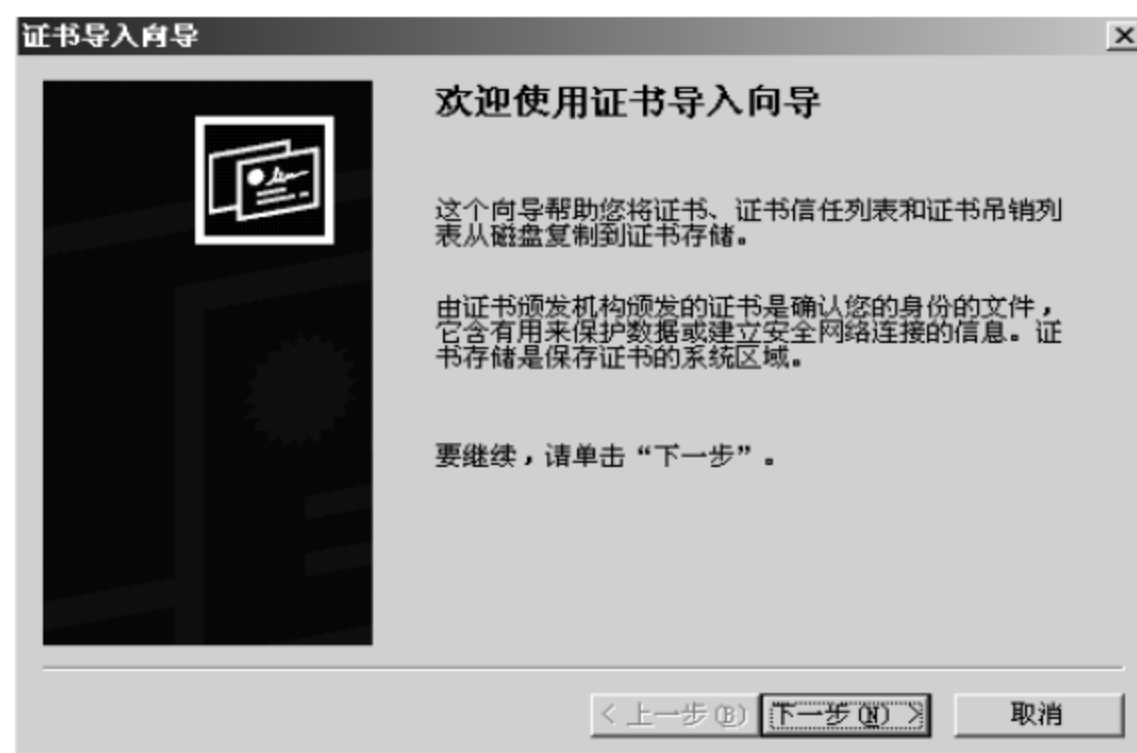 证书导入向导
欢迎使用证书导入向导
这个向导帮助您将证书、证书信任列表和证书吊销列
表从磁盘复制到证书存储。
由证书颁发机构颁发的证书是确认您的身份的文件，
它含有用来保护数据或建立安全网络连接的信息。证
书存储是保存证书的系统区域。
要继续，请单击“下一步”。
< 上一步(B) 下一步(N) > 取消